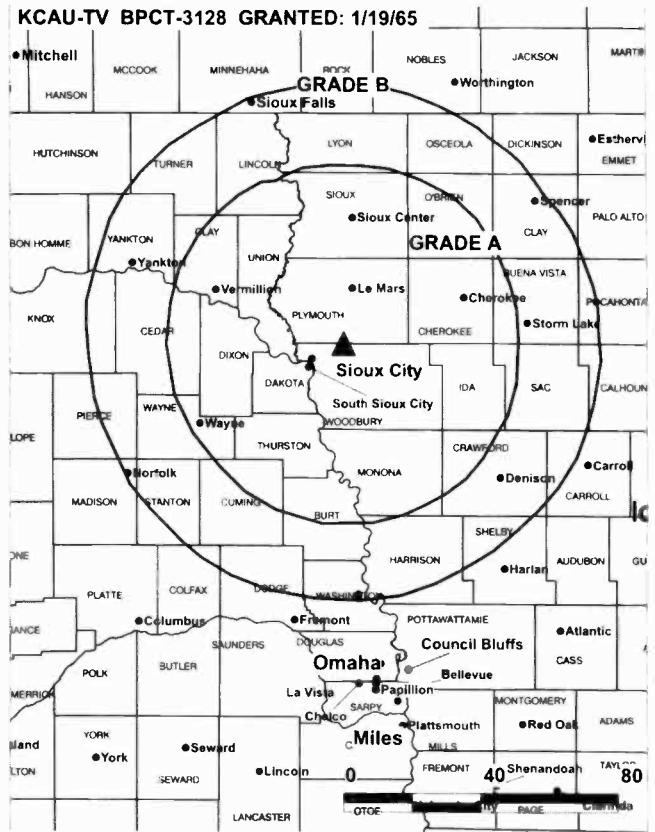 KCAU-TV BPCT-3128 GRANTED: 1/19/65
Mitchell
MCCOOK
MINNEHAHA
ROCK
NOBLES
JACKSON
HANSON
GRADE B
Worthington
Sioux Falls
HUTCHINSON
TURNER
LINCOLN
LYON
OSCEOLA
DICKINSON
EMMET
SIOUX
O'BRIEN
Spencer
Sioux Center
PALO ALTO
BON HOMME
YANKTON
CLAY
UNION
GRADE A
CLAY
Yankton
BUENA VISTA
Vermillion
Le Mars
Cherokee
KNOX
CEDAR
PLYMOUTH
CHEROKEE
Storm Lake
DIXON
Sioux City
DAKOTA
IDA
SAC
CALHOUN
PIERCE
WAYNE
South Sioux City
Wayne
WOODBURY
THURSTON
CRAWFORD
Norfolk
MONONA
Denison
Carroll
MADISON
STANTON
CUMING
CARROLL
BURT
SHELBY
HARRISON
AUDUBON
Harlan
PLATTE
COLFAX
DODGE
WASHINGTON
Columbus
Fremont
POTTAWATTAMIE
Atlantic
SAUNDERS
DOUGLAS
Council Bluffs
CASS
POLK
BUTLER
Omaha
Bellevue
MERRICK
La Vista
Papillion
SARPY
MONTGOMERY
Chalco
Plattsmouth
Red Oak
ADAMS
YORK
Seward
Miles
MILLS
York
SEWARD
Lincoln
FREMONT
Shenandoah
0 40 80
LANCASTER
OTOE
PAGE
Clarinda